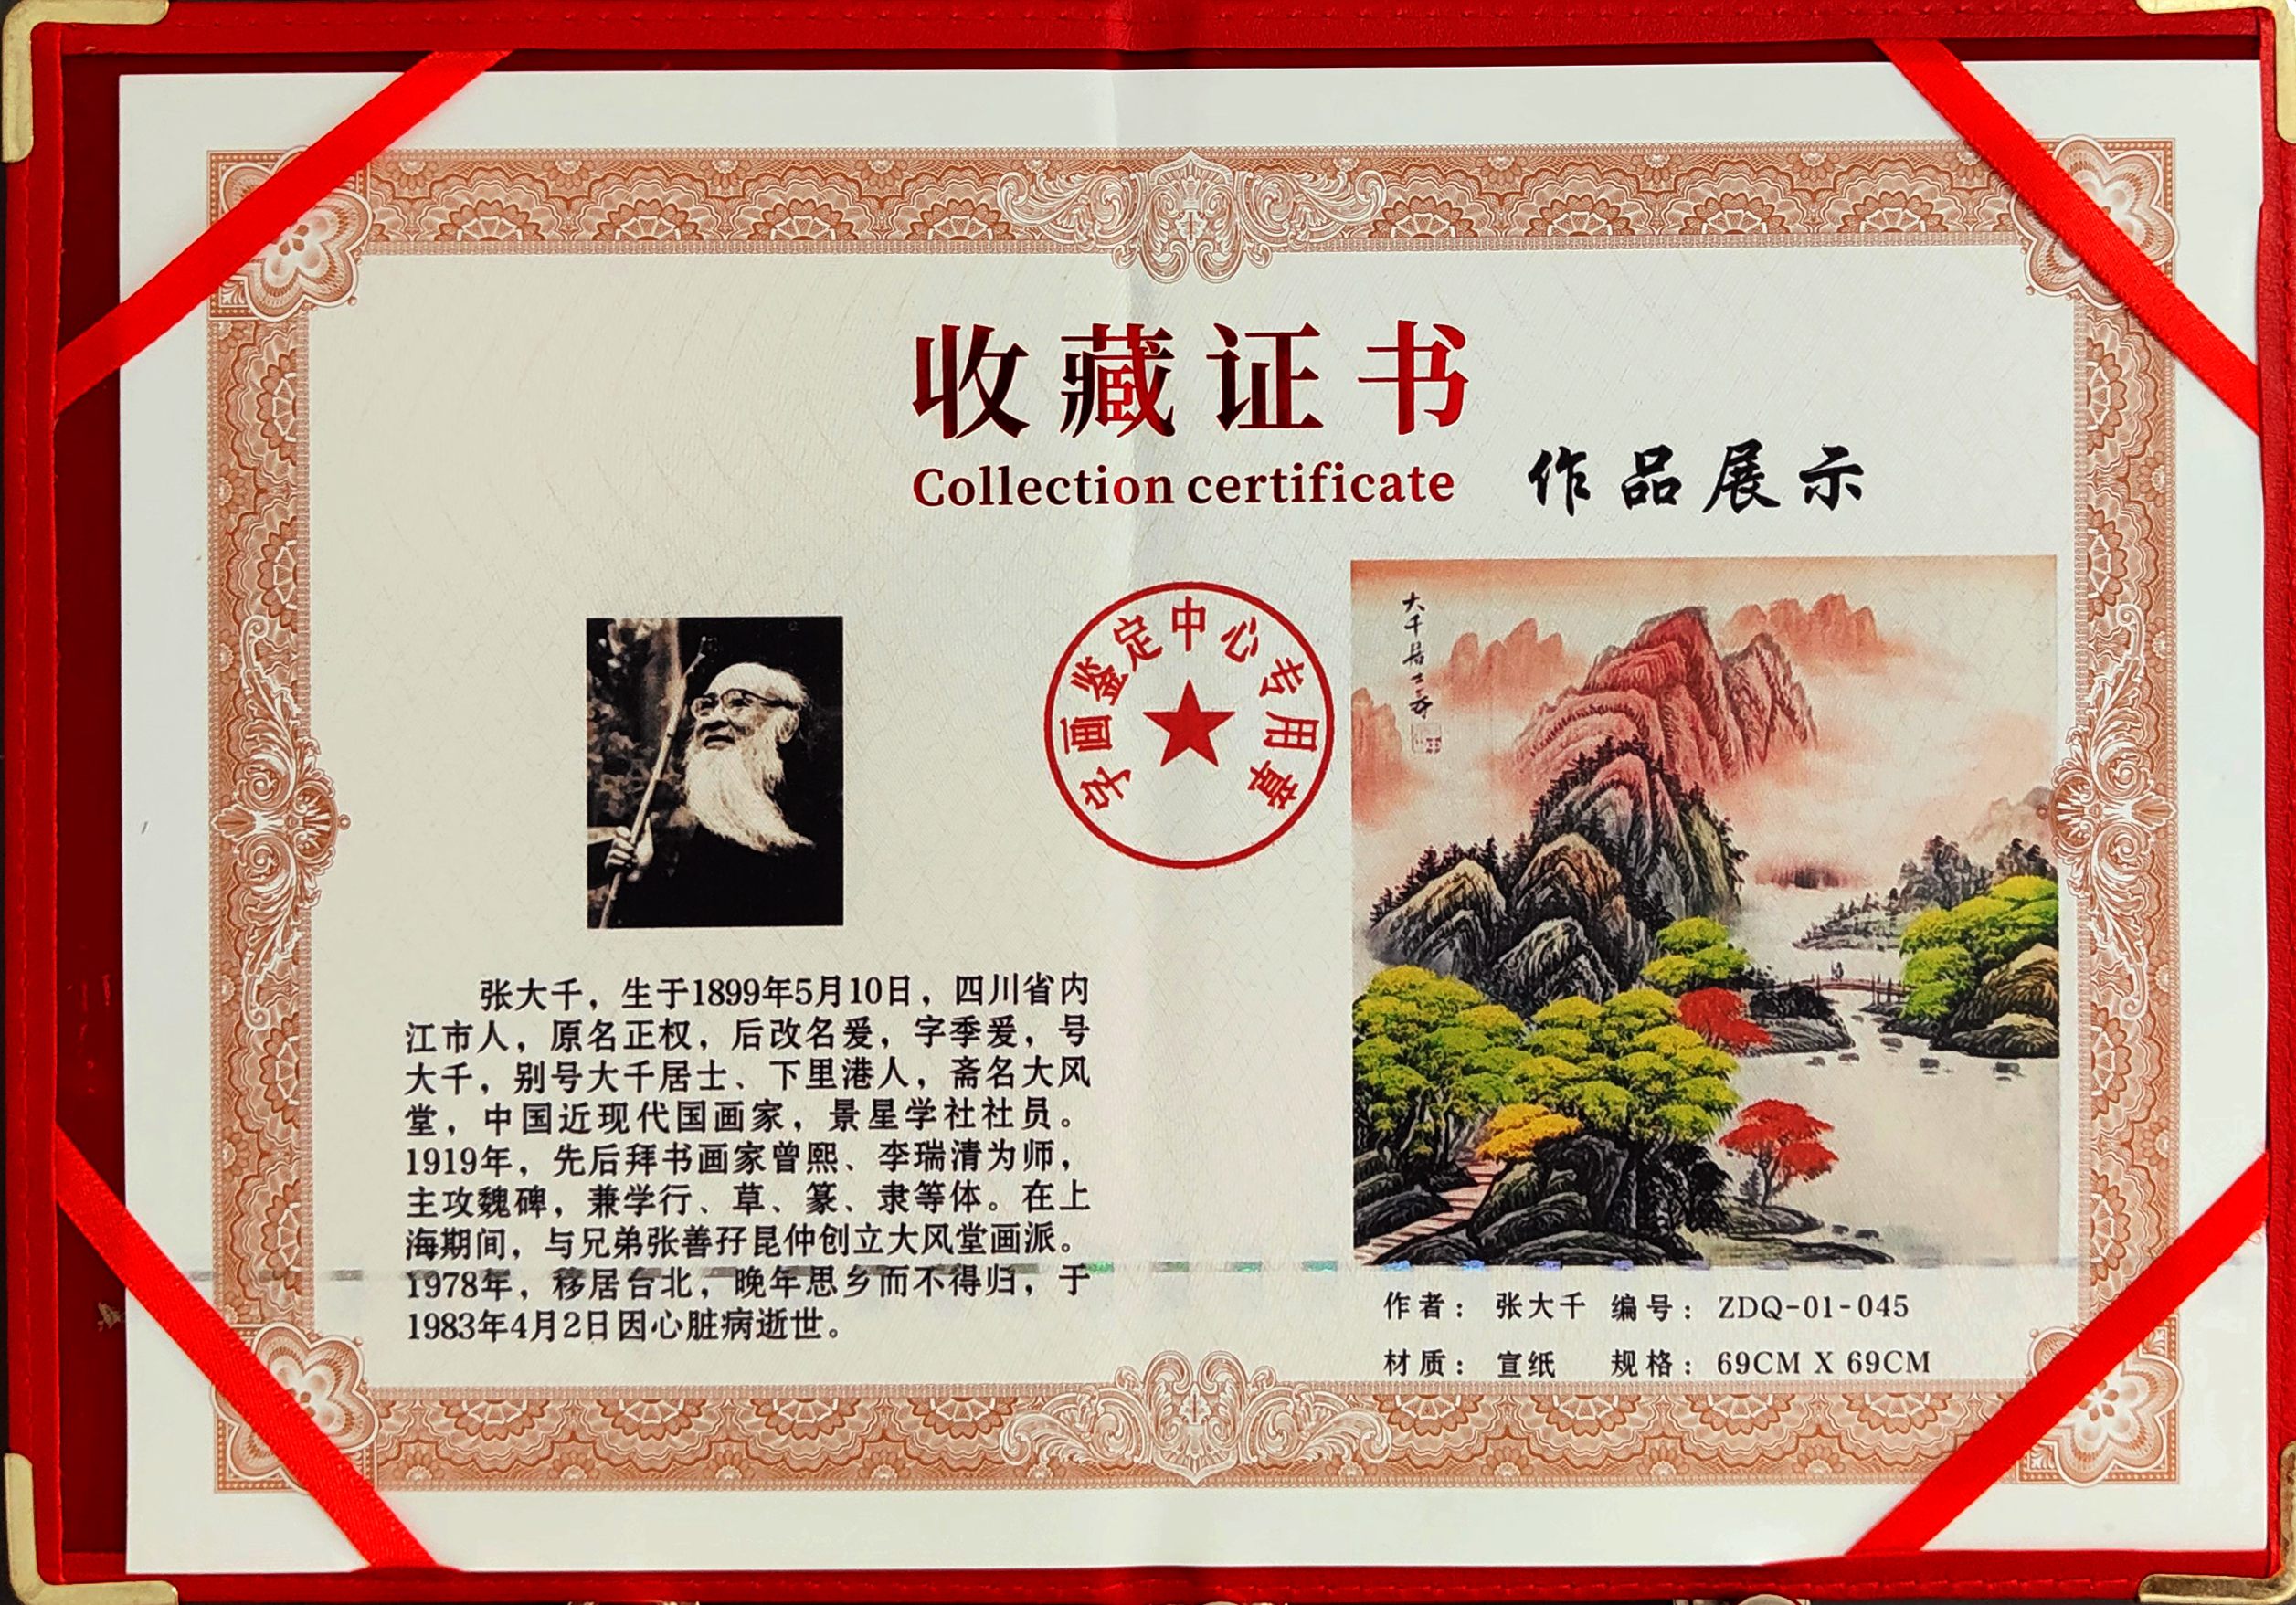 收藏证书
Collection certificate
作品展示
字画鉴定中心专用章
大千居士爰
张大千，生于1899年5月10日，四川省内
江市人，原名正权，后改名爰，字季爰，号
大千，别号大千居士、下里港人，斋名大风
堂，中国近现代国画家，景星学社社员。
1919年，先后拜书画家曾熙、李瑞清为师，
主攻魏碑，兼学行、草、篆、隶等体。在上
海期间，与兄弟张善孖昆仲创立大风堂画派。
1978年，移居台北，晚年思乡而不得归，于
1983年4月2日因心脏病逝世。
作者： 张大千 编号： ZDQ-01-045
材质： 宣纸 规格： 69CM X 69CM